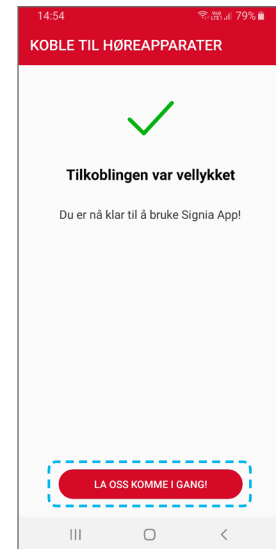 14:54 79%
KOBLE TIL HØREAPPARATER
Tilkoblingen var vellykket
Du er nå klar til å bruke Signia App!
LA OSS KOMME I GANG!